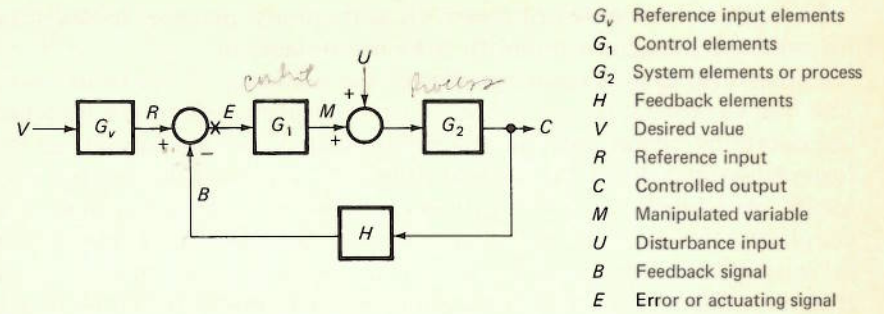 G_v Reference input elements
G_1 Control elements
G_2 System elements or process
H Feedback elements
V Desired value
R Reference input
C Controlled output
M Manipulated variable
U Disturbance input
B Feedback signal
E Error or actuating signal
U
control Process
+
V G_v R E G_1 M G_2 C
+ − +
B
H